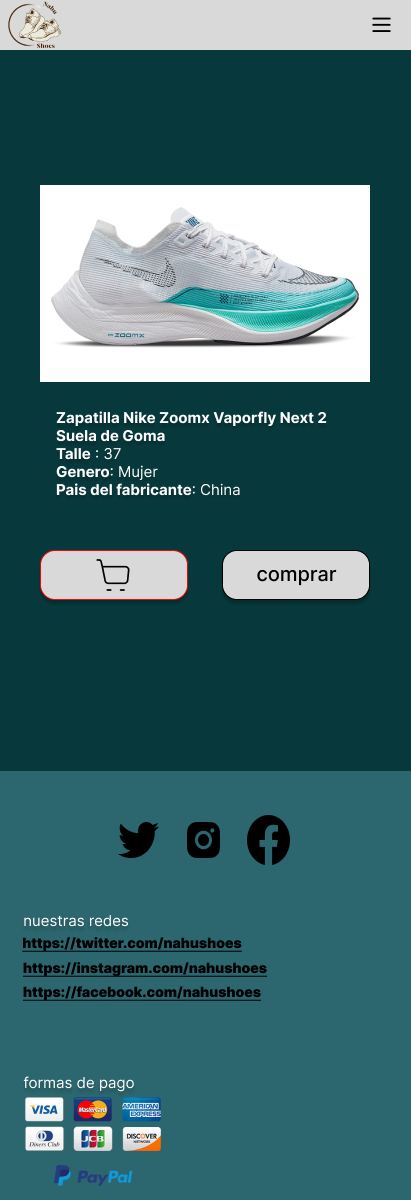 Nahu
Shoes
ZOOMX
Zapatilla Nike Zoomx Vaporfly Next 2
Suela de Goma
Talle : 37
Genero: Mujer
Pais del fabricante: China
comprar
nuestras redes
https://twitter.com/nahushoes
https://instagram.com/nahushoes
https://facebook.com/nahushoes
formas de pago
VISA MasterCard AMERICAN EXPRESS
Diners Club JCB DISCOVER NETWORK
PayPal